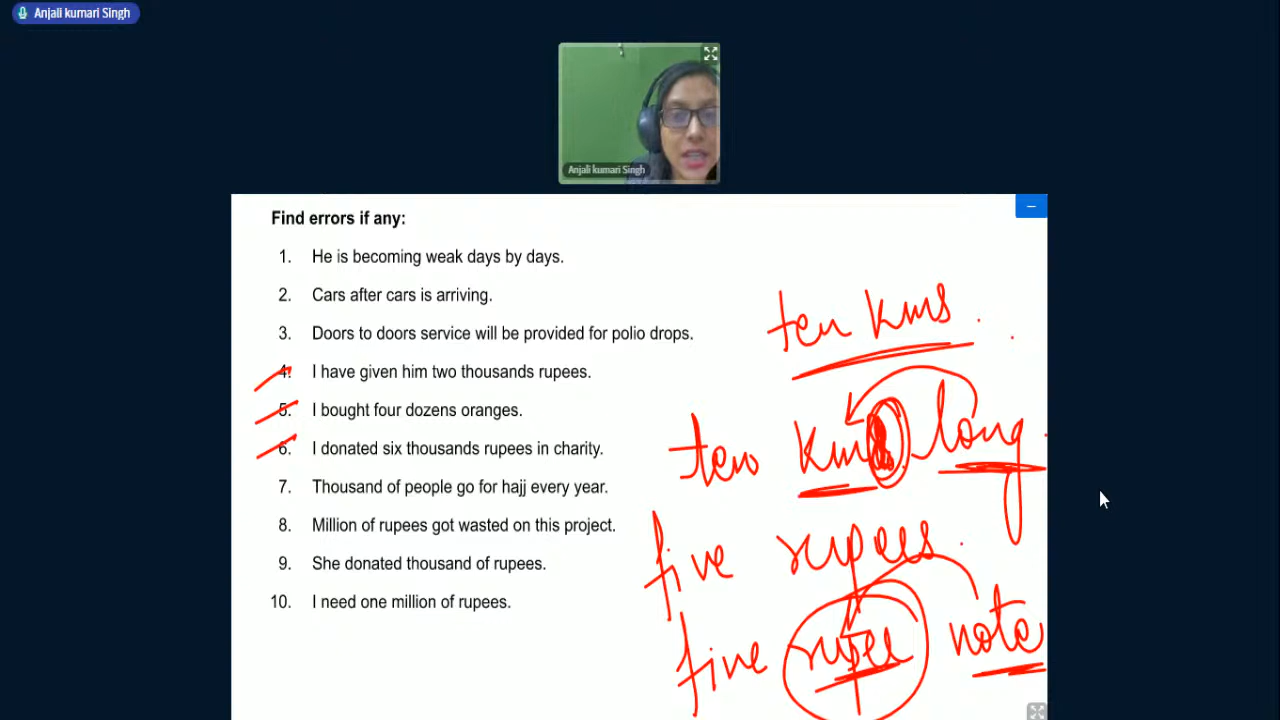 Anjali kumari Singh
Anjali kumari Singh
Find errors if any:
1. He is becoming weak days by days.
2. Cars after cars is arriving.
3. Doors to doors service will be provided for polio drops.
4. I have given him two thousands rupees.
5. I bought four dozens oranges.
6. I donated six thousands rupees in charity.
7. Thousand of people go for hajj every year.
8. Million of rupees got wasted on this project.
9. She donated thousand of rupees.
10. I need one million of rupees.
ten kms.
ten km long.
five rupees.
five rupee note